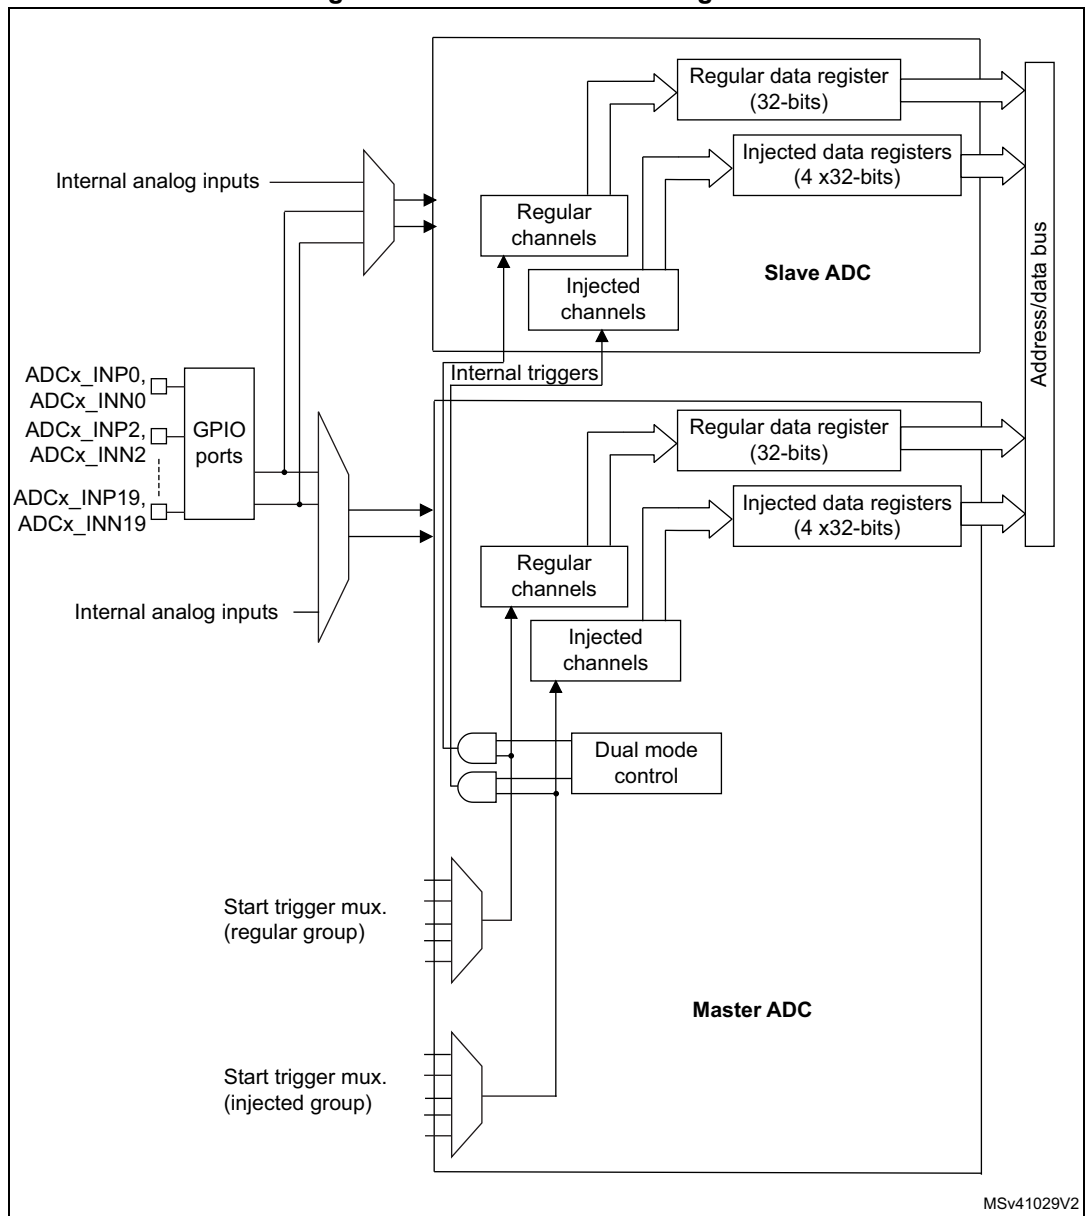 Regular data register
(32-bits)
Injected data registers
(4 x32-bits)
Internal analog inputs
Regular
channels
Slave ADC
Injected
channels
Address/data bus
Internal triggers
ADCx_INP0,
ADCx_INN0
ADCx_INP2,
ADCx_INN2
ADCx_INP19,
ADCx_INN19
GPIO
ports
Regular data register
(32-bits)
Injected data registers
(4 x32-bits)
Regular
channels
Internal analog inputs
Injected
channels
Dual mode
control
Start trigger mux.
(regular group)
Master ADC
Start trigger mux.
(injected group)
MSv41029V2